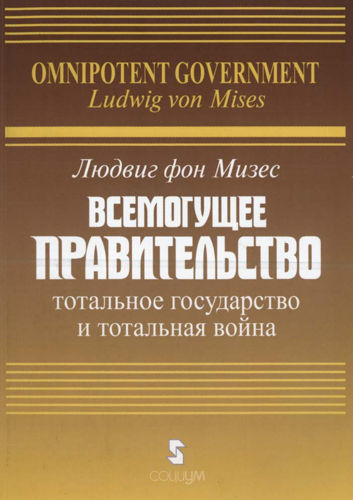 OMNIPOTENT GOVERNMENT
Ludwig von Mises
Людвиг фон Мизес
ВСЕМОГУЩЕЕ
ПРАВИТЕЛЬСТВО
тотальное государство
и тотальная война
социум